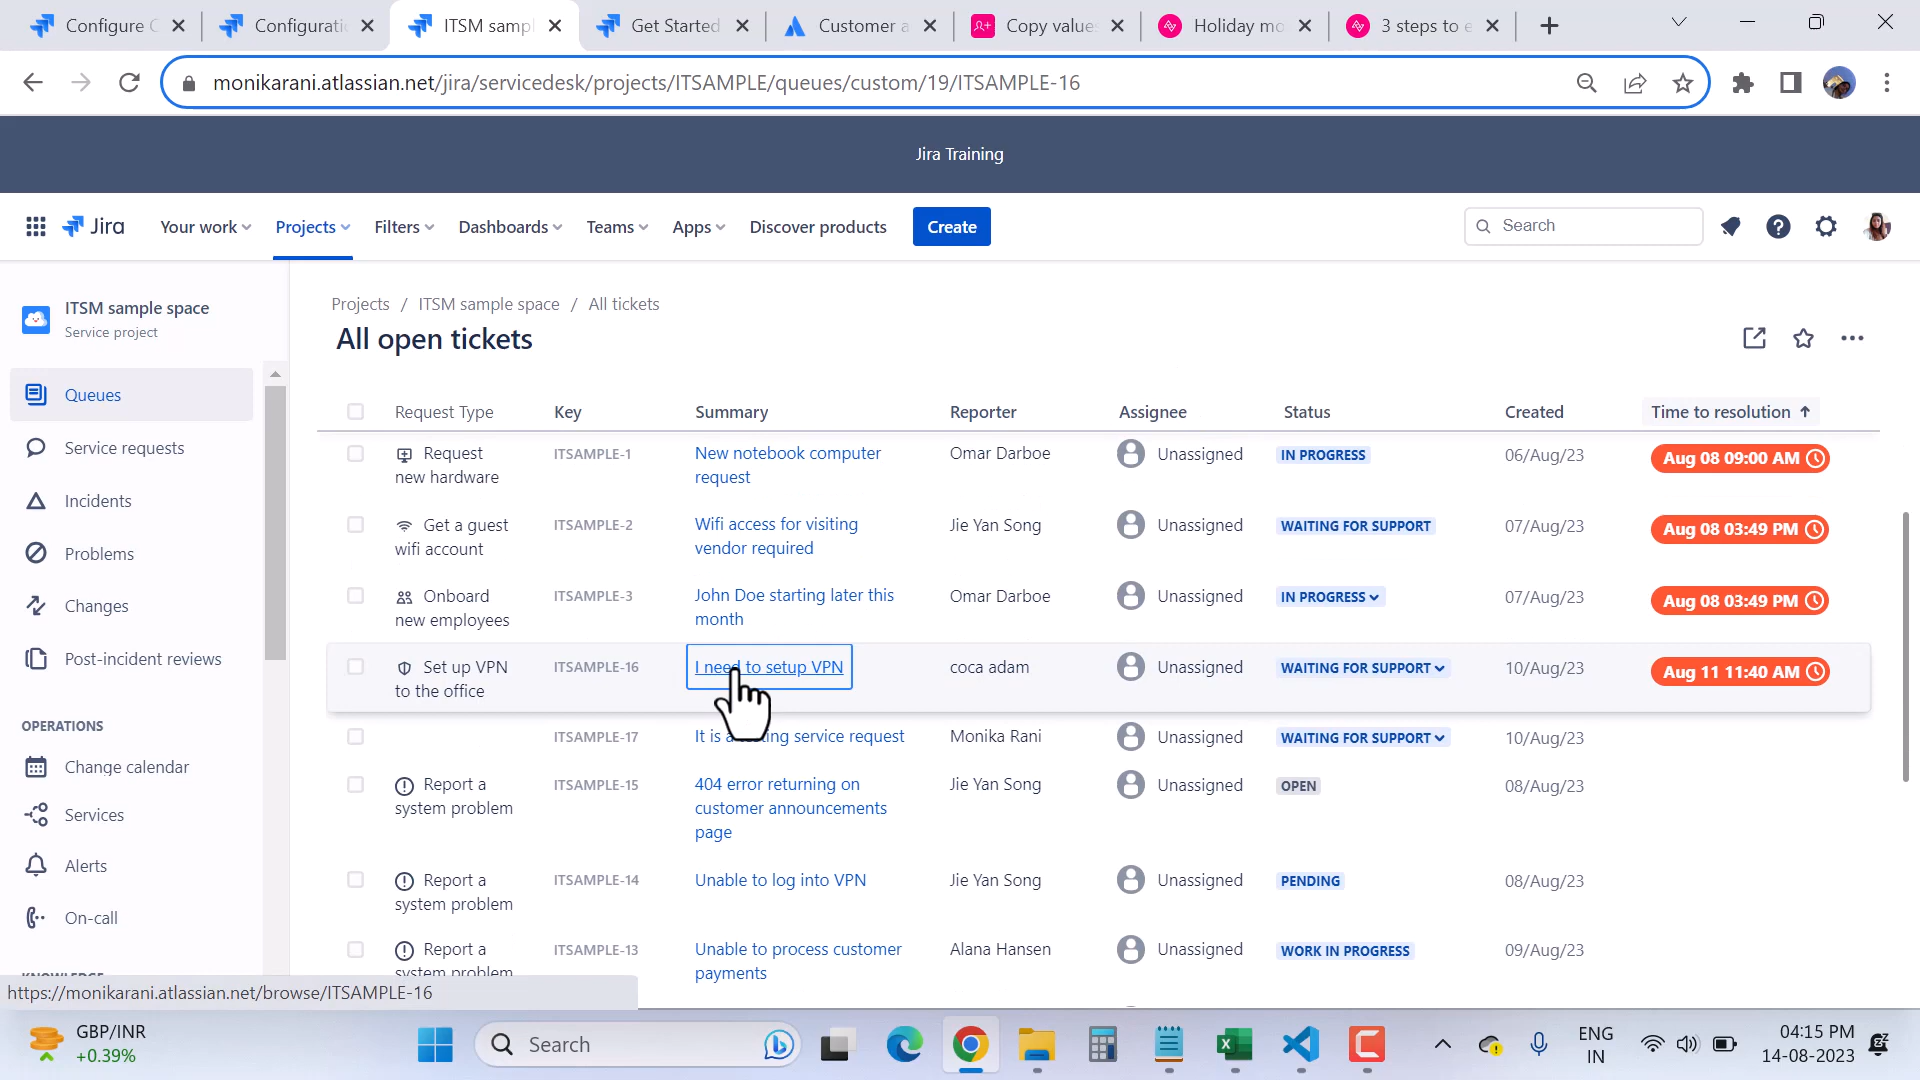 Configure C
Configuratio
ITSM sampl
Get Started
Customer a
Copy values
Holiday mo
3 steps to e
monikarani.atlassian.net/jira/servicedesk/projects/ITSAMPLE/queues/custom/19/ITSAMPLE-16
Jira Training
Jira
Your work
Projects
Filters
Dashboards
Teams
Apps
Discover products
Create
Search
ITSM sample space
Service project
Queues
Service requests
Incidents
Problems
Changes
Post-incident reviews
OPERATIONS
Change calendar
Services
Alerts
On-call
KNOWLEDGE
Projects / ITSM sample space / All tickets
All open tickets
Request Type Key Summary Reporter Assignee Status Created Time to resolution
Request new hardware ITSAMPLE-1 New notebook computer request Omar Darboe Unassigned IN PROGRESS 06/Aug/23 Aug 08 09:00 AM
Get a guest wifi account ITSAMPLE-2 Wifi access for visiting vendor required Jie Yan Song Unassigned WAITING FOR SUPPORT 07/Aug/23 Aug 08 03:49 PM
Onboard new employees ITSAMPLE-3 John Doe starting later this month Omar Darboe Unassigned IN PROGRESS 07/Aug/23 Aug 08 03:49 PM
Set up VPN to the office ITSAMPLE-16 I need to setup VPN coca adam Unassigned WAITING FOR SUPPORT 10/Aug/23 Aug 11 11:40 AM
ITSAMPLE-17 It is a ing service request Monika Rani Unassigned WAITING FOR SUPPORT 10/Aug/23
Report a system problem ITSAMPLE-15 404 error returning on customer announcements page Jie Yan Song Unassigned OPEN 08/Aug/23
Report a system problem ITSAMPLE-14 Unable to log into VPN Jie Yan Song Unassigned PENDING 08/Aug/23
Report a system problem ITSAMPLE-13 Unable to process customer payments Alana Hansen Unassigned WORK IN PROGRESS 09/Aug/23
https://monikarani.atlassian.net/browse/ITSAMPLE-16
GBP/INR
+0.39%
Search
ENG
IN
04:15 PM
14-08-2023